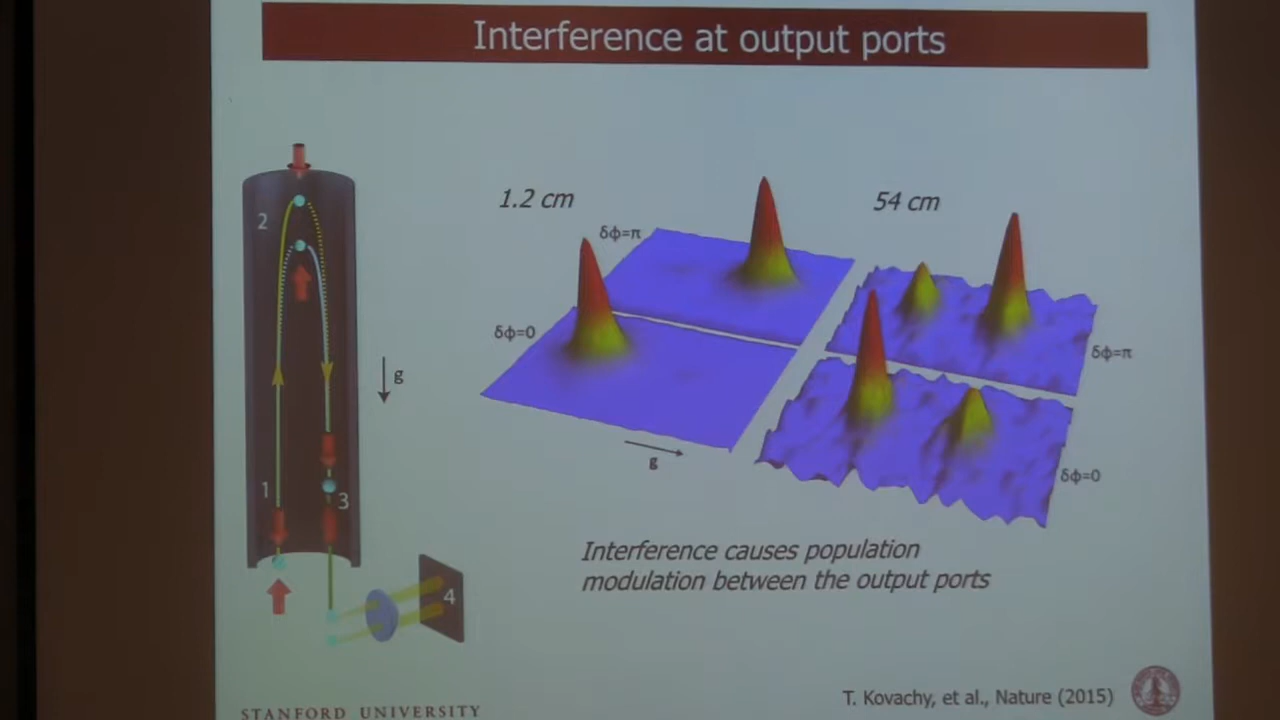 Interference at output ports
1.2 cm
54 cm
2
δϕ=π
δϕ=0
g
δϕ=π
1
3
g
δϕ=0
Interference causes population
modulation between the output ports
4
T. Kovachy, et al., Nature (2015)
STANFORD UNIVERSITY